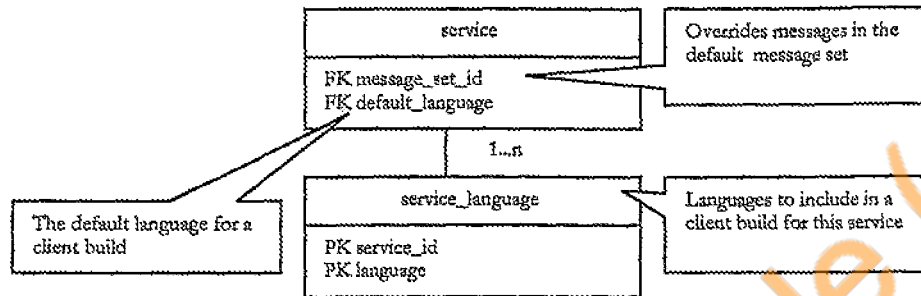 service
FK message_set_id
FK default_language
Overrides messages in the
default message set
1...n
The default language for a
client build
service_language
PK service_id
PK language
Languages to include in a
client build for this service